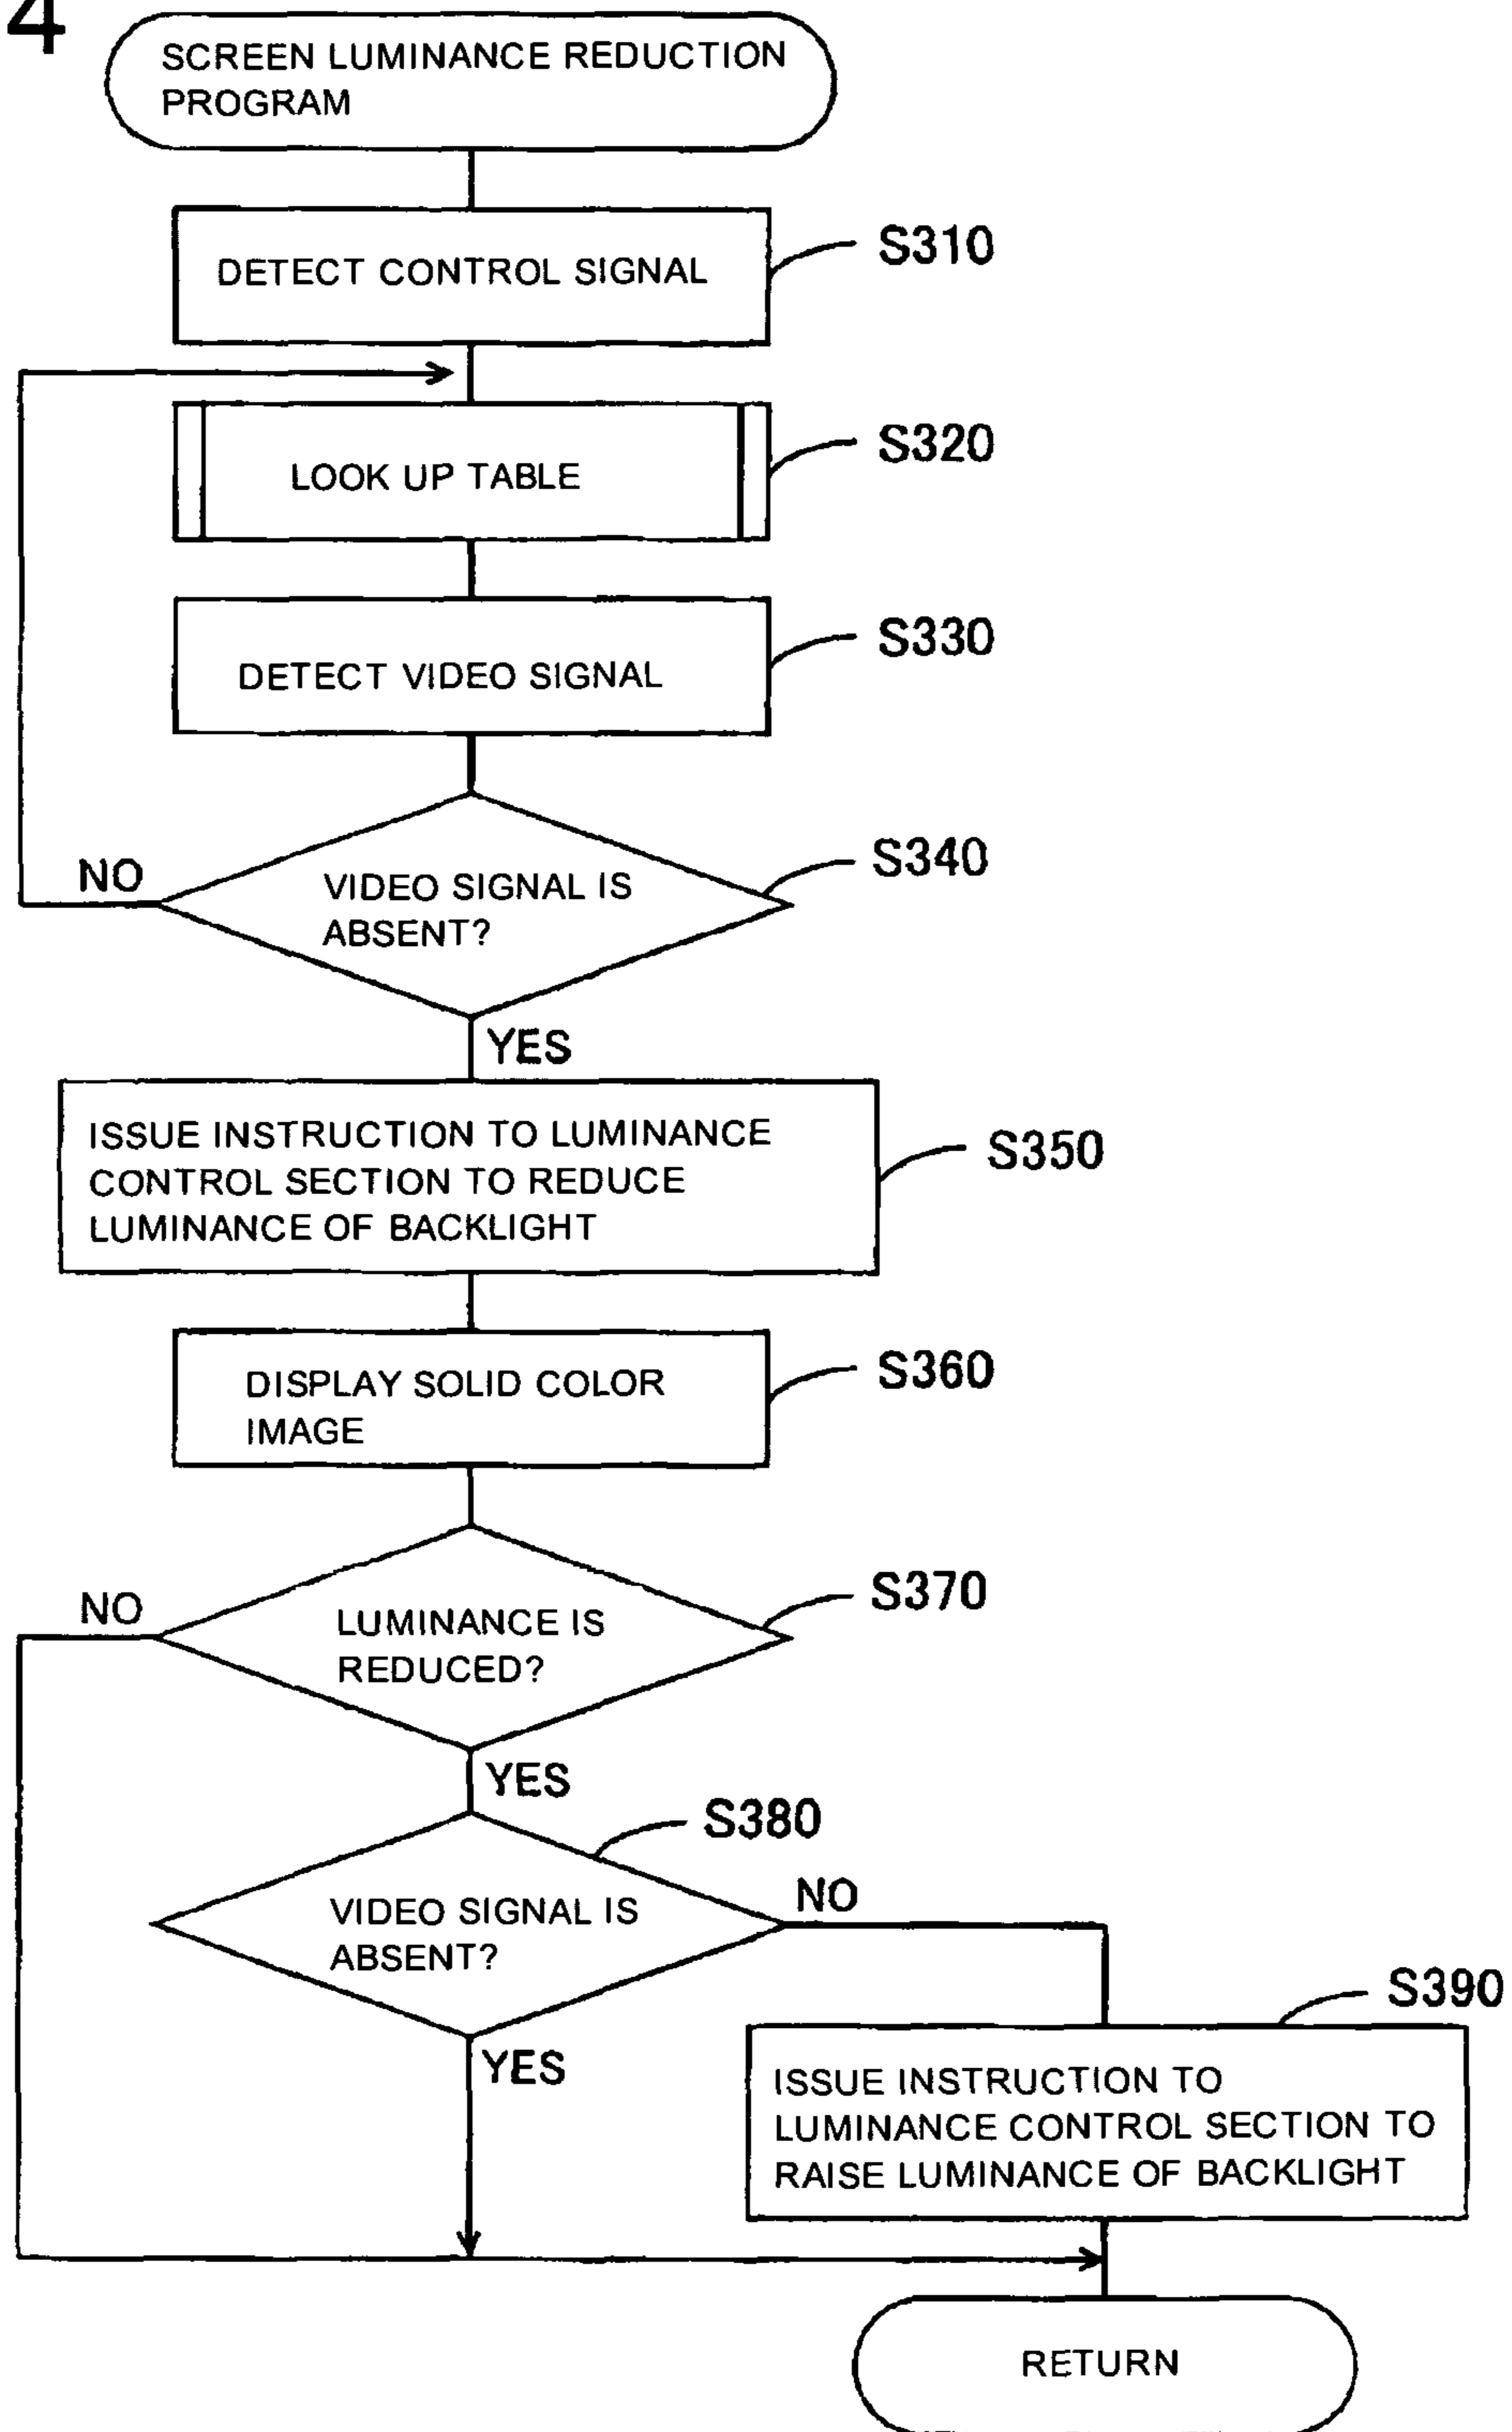 4
SCREEN LUMINANCE REDUCTION
PROGRAM
DETECT CONTROL SIGNAL
S310
LOOK UP TABLE
S320
DETECT VIDEO SIGNAL
S330
VIDEO SIGNAL IS
ABSENT?
S340
NO
YES
ISSUE INSTRUCTION TO LUMINANCE
CONTROL SECTION TO REDUCE
LUMINANCE OF BACKLIGHT
S350
DISPLAY SOLID COLOR
IMAGE
S360
LUMINANCE IS
REDUCED?
S370
NO
YES
VIDEO SIGNAL IS
ABSENT?
S380
NO
YES
ISSUE INSTRUCTION TO
LUMINANCE CONTROL SECTION TO
RAISE LUMINANCE OF BACKLIGHT
S390
RETURN